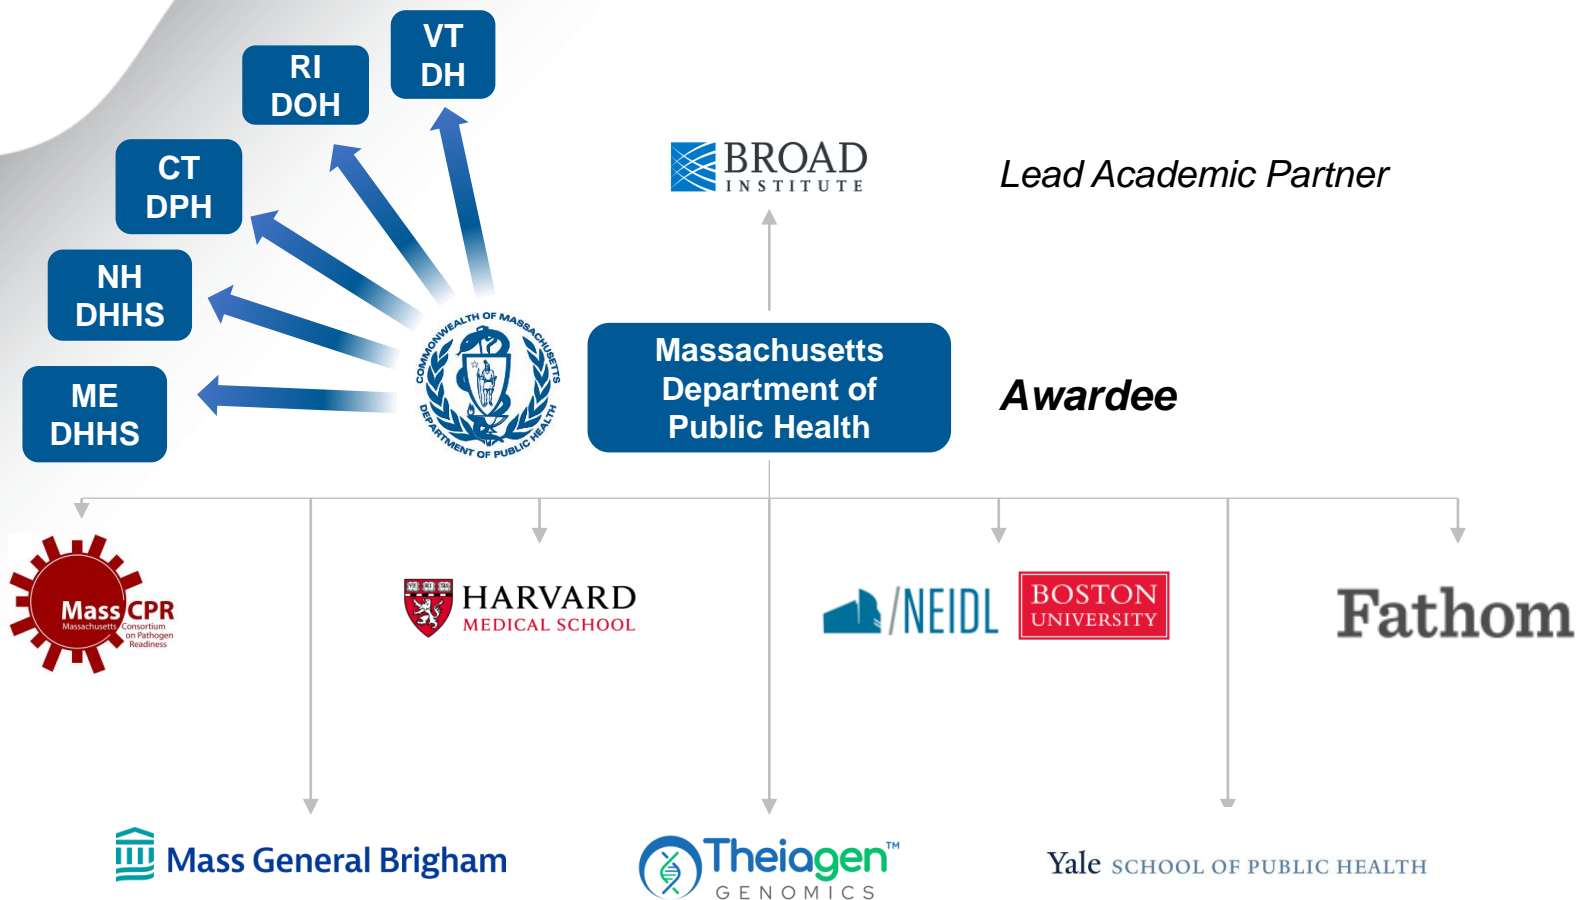 VT
DH
RI
DOH
BROAD
INSTITUTE
Lead Academic Partner
CT
DPH
NH
DHHS
ME
DHHS
COMMONWEALTH OF MASSACHUSETTS
DEPARTMENT OF PUBLIC HEALTH
Massachusetts
Department of
Public Health
Awardee
MassCPR
Massachusetts Consortium
on Pathogen
Readiness
HARVARD
MEDICAL SCHOOL
/NEIDL
BOSTON
UNIVERSITY
Fathom
Mass General Brigham
Theiagen™
GENOMICS
Yale SCHOOL OF PUBLIC HEALTH